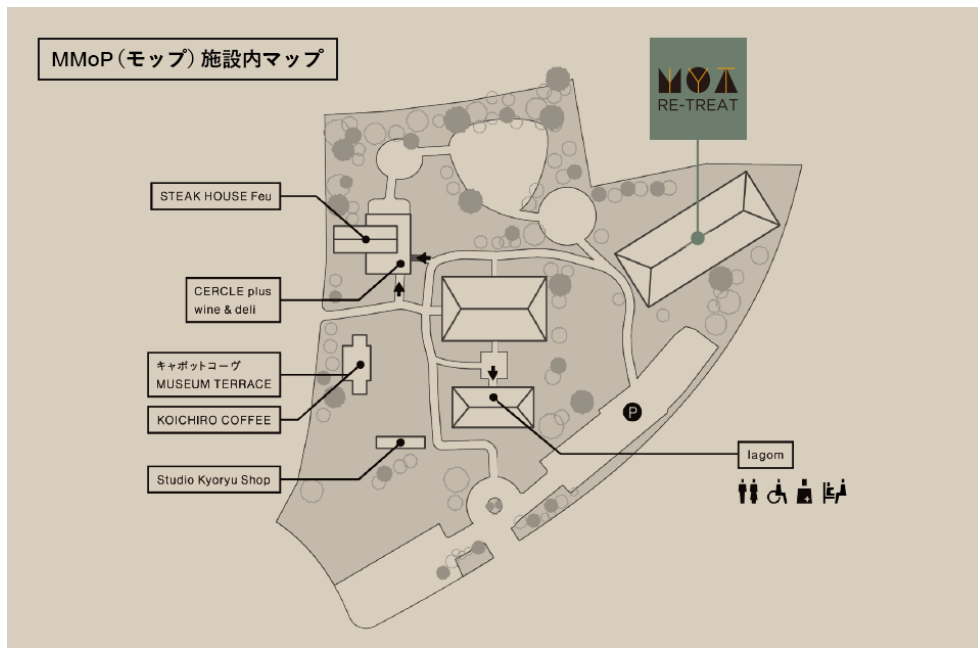 MMoP(モップ)施設内マップ
MYA
RE-TREAT
STEAK HOUSE Feu
CERCLE plus
wine & deli
キャボットコーヴ
MUSEUM TERRACE
KOICHIRO COFFEE
Studio Kyoryu Shop
P
lagom